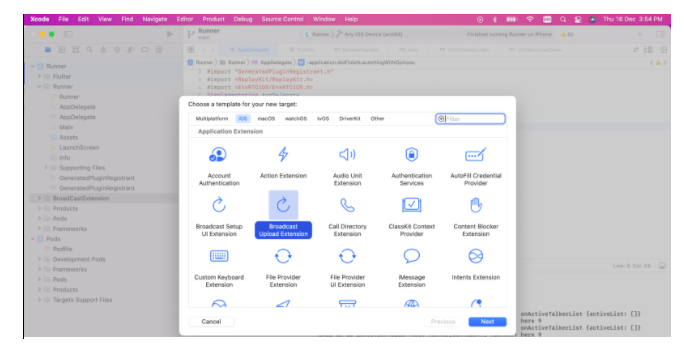 Xcode File Edit View Find Navigate Editor Product Debug Source Control Window Help Thu 16 Dec 3:54 PM
Runner
Runner Any iOS Device (arm64) Finished running Runner on iPhone
AppDelegate
Runner Runner AppDelegate -application:didFinishLaunchingWithOptions:
Runner
Flutter
Runner
Runner
AppDelegate
AppDelegate
Main
Assets
LaunchScreen
Info
Supporting Files
GeneratedPluginRegistrant
GeneratedPluginRegistrant
BroadCastExtension
Products
Pods
Frameworks
Pods
Podfile
Development Pods
Frameworks
Pods
Products
Targets Support Files
#import "GeneratedPluginRegistrant.h"
#import <ReplayKit/ReplayKit.h>
Choose a template for your new target:
Multiplatform iOS macOS watchOS tvOS DriverKit Other Filter
Application Extension
Account Authentication
Action Extension
Audio Unit Extension
Authentication Services
AutoFill Credential Provider
Broadcast Setup UI Extension
Broadcast Upload Extension
Call Directory Extension
ClassKit Context Provider
Content Blocker Extension
Custom Keyboard Extension
File Provider Extension
File Provider UI Extension
iMessage Extension
Intents Extension
Cancel Previous Next
onActiveTalkerList {activeList: []}
here 9
onActiveTalkerList {activeList: []}
here 9